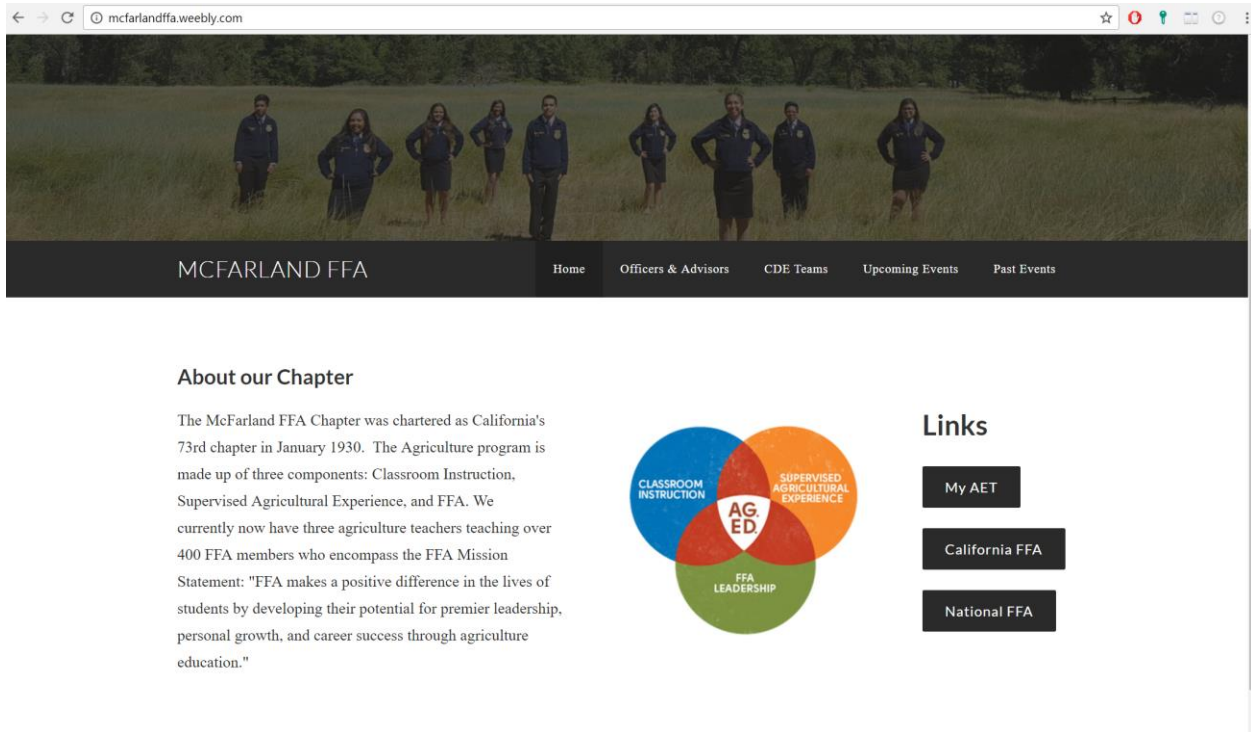 mcfarlandffa.weebly.com
MCFARLAND FFA
Home
Officers & Advisors
CDE Teams
Upcoming Events
Past Events
About our Chapter
The McFarland FFA Chapter was chartered as California's
73rd chapter in January 1930. The Agriculture program is
made up of three components: Classroom Instruction,
Supervised Agricultural Experience, and FFA. We
currently now have three agriculture teachers teaching over
400 FFA members who encompass the FFA Mission
Statement: "FFA makes a positive difference in the lives of
students by developing their potential for premier leadership,
personal growth, and career success through agriculture
education."
CLASSROOM
INSTRUCTION
SUPERVISED
AGRICULTURAL
EXPERIENCE
AG.
ED.
FFA
LEADERSHIP
Links
My AET
California FFA
National FFA